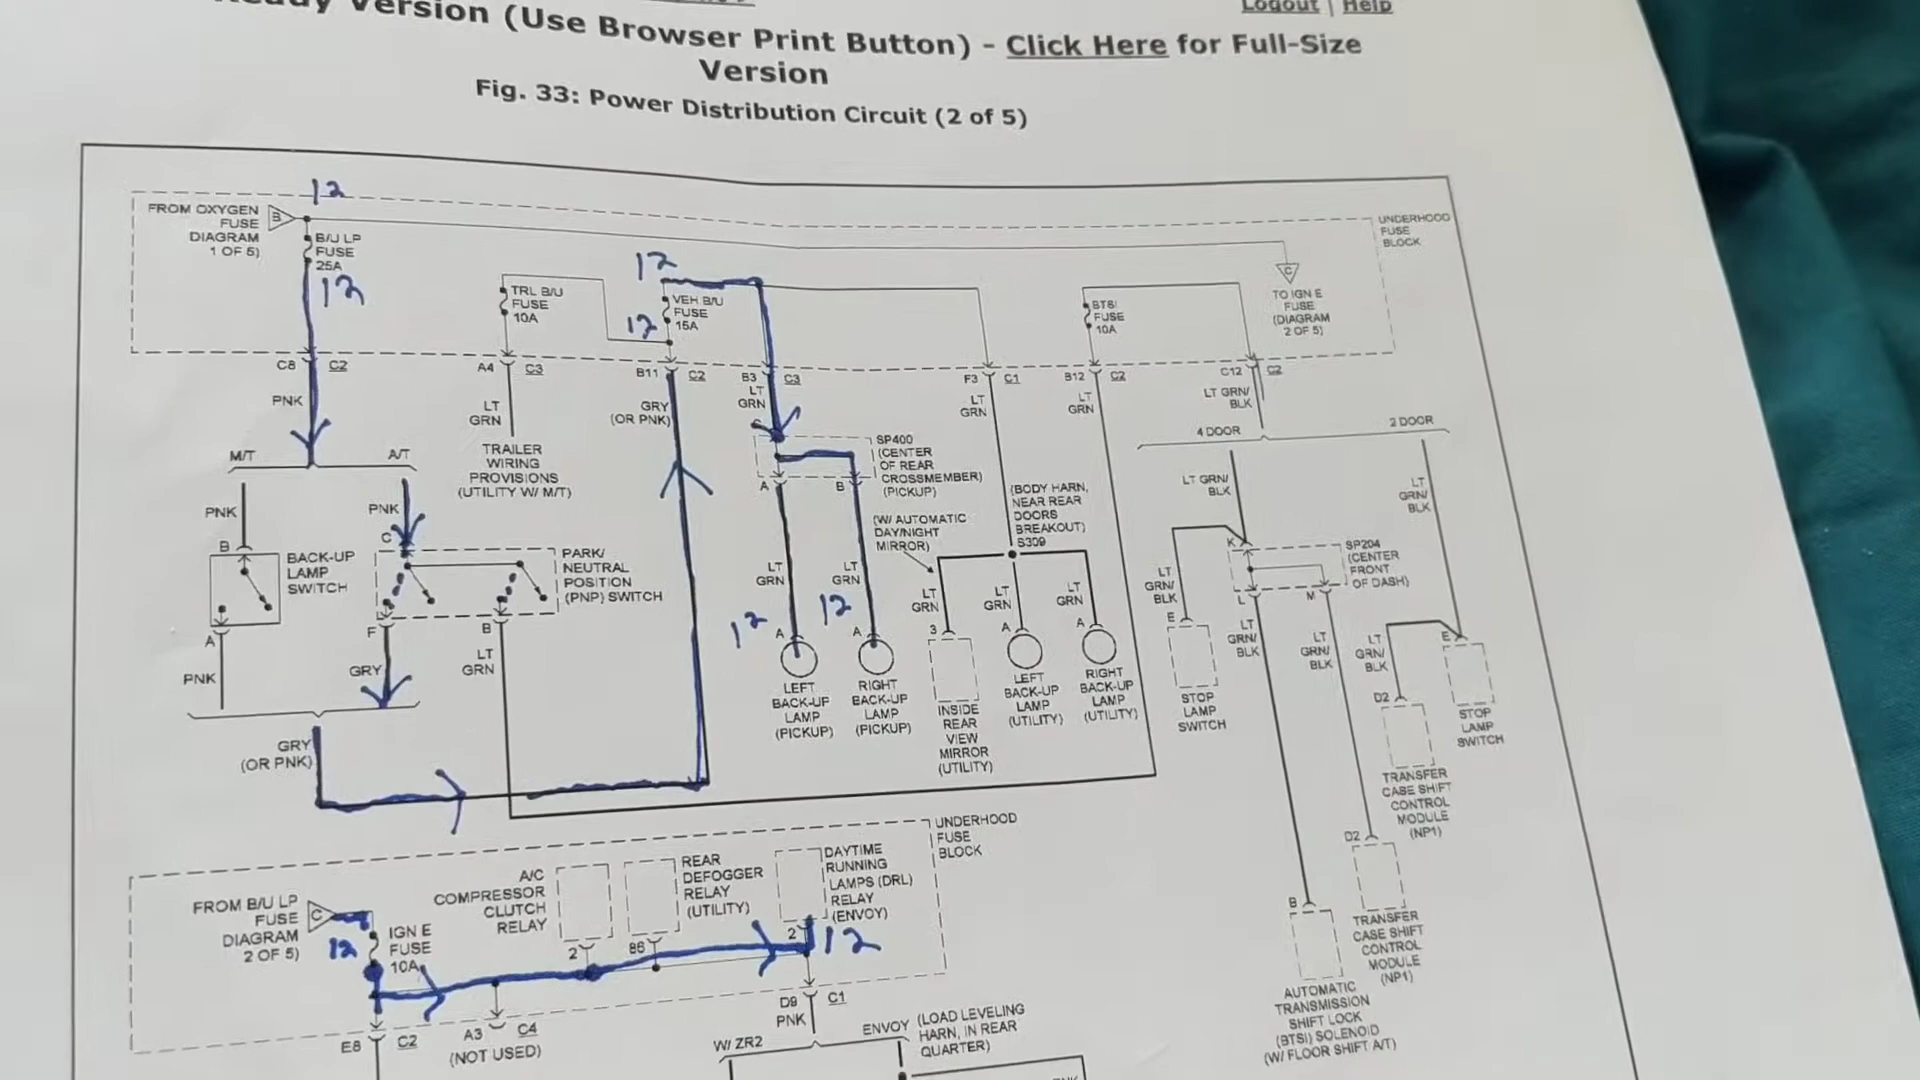 Logout | Help
Ready Version (Use Browser Print Button) - Click Here for Full-Size
Version
Fig. 33: Power Distribution Circuit (2 of 5)
12
FROM OXYGEN
FUSE
DIAGRAM
1 OF 5)
B
B/U LP
FUSE
25A
12
TRL B/U
FUSE
10A
12
VEH B/U
FUSE
15A
12
BTSI
FUSE
10A
C
TO IGN E
FUSE
(DIAGRAM
2 OF 5)
UNDERHOOD
FUSE
BLOCK
C8
C2
A4
C3
B11
C2
B3
C3
F3
C1
B12
C2
C12
C2
PNK
LT
GRN
GRY
(OR PNK)
LT
GRN
LT
GRN
LT
GRN
LT GRN/
BLK
4 DOOR
2 DOOR
M/T
A/T
TRAILER
WIRING
PROVISIONS
(UTILITY W/ M/T)
SP400
(CENTER
OF REAR
CROSSMEMBER)
(PICKUP)
A
B
PNK
PNK
B
C
BACK-UP
LAMP
SWITCH
PARK/
NEUTRAL
POSITION
(PNP) SWITCH
(W/ AUTOMATIC
DAY/NIGHT
MIRROR)
(BODY HARN,
NEAR REAR
DOORS
BREAKOUT)
S309
LT GRN/
BLK
LT
GRN/
BLK
K
SP204
(CENTER
FRONT
OF DASH)
L
M
LT
GRN
LT
GRN
LT
GRN
LT
GRN
LT
GRN
LT
GRN/
BLK
A
F
B
12
12
A
A
3
A
A
E
E
PNK
GRY
LT
GRN
LT
GRN/
BLK
LT
GRN/
BLK
LT
GRN/
BLK
LEFT
BACK-UP
LAMP
(PICKUP)
RIGHT
BACK-UP
LAMP
(PICKUP)
INSIDE
REAR
VIEW
MIRROR
(UTILITY)
LEFT
BACK-UP
LAMP
(UTILITY)
RIGHT
BACK-UP
LAMP
(UTILITY)
STOP
LAMP
SWITCH
D2
STOP
LAMP
SWITCH
GRY
(OR PNK)
TRANSFER
CASE SHIFT
CONTROL
MODULE
(NP1)
D2
UNDERHOOD
FUSE
BLOCK
A/C
COMPRESSOR
CLUTCH
RELAY
REAR
DEFOGGER
RELAY
(UTILITY)
DAYTIME
RUNNING
LAMPS (DRL)
RELAY
(ENVOY)
FROM B/U LP
FUSE
DIAGRAM
2 OF 5)
C
12
IGN E
FUSE
10A
2
86
2
12
B
TRANSFER
CASE SHIFT
CONTROL
MODULE
(NP1)
AUTOMATIC
TRANSMISSION
SHIFT LOCK
(BTSI) SOLENOID
(W/ FLOOR SHIFT A/T)
E8
C2
A3
C4
(NOT USED)
D9
C1
PNK
W/ ZR2
ENVOY
(LOAD LEVELING
HARN, IN REAR
QUARTER)